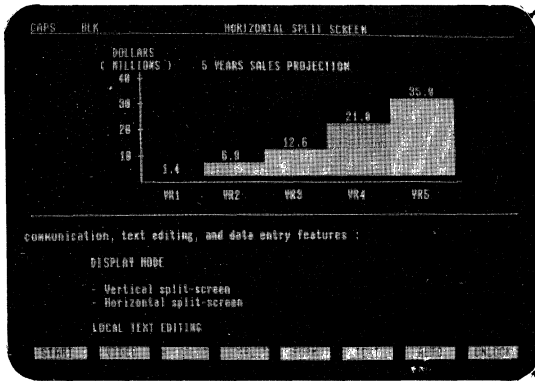 CAPS BLK HORIZONTAL SPLIT SCREEN
DOLLARS
( MILLIONS ) 5 YEARS SALES PROJECTION
40
35.0
30
21.0
20
12.6
10
6.9
1.4
YR1 YR2 YR3 YR4 YR5
communication, text editing, and data entry features :
DISPLAY MODE
- Vertical split-screen
- Horizontal split-screen
LOCAL TEXT EDITING